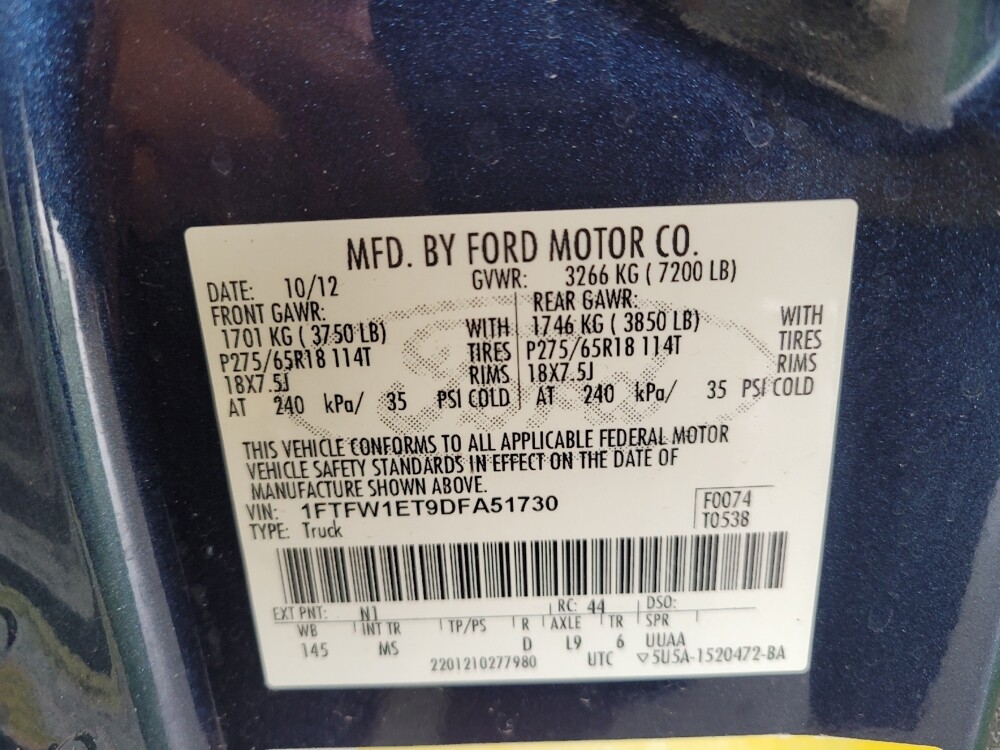 MFD. BY FORD MOTOR CO.
DATE: 10/12 GVWR: 3266 KG ( 7200 LB)
FRONT GAWR: REAR GAWR:
1701 KG ( 3750 LB) WITH 1746 KG ( 3850 LB) WITH
P275/65R18 114T TIRES P275/65R18 114T TIRES
18X7.5J RIMS 18X7.5J RIMS
AT 240 kPa/ 35 PSI COLD AT 240 kPa/ 35 PSI COLD
THIS VEHICLE CONFORMS TO ALL APPLICABLE FEDERAL MOTOR
VEHICLE SAFETY STANDARDS IN EFFECT ON THE DATE OF
MANUFACTURE SHOWN ABOVE.
VIN: 1FTFW1ET9DFA51730 F0074
TYPE: Truck T0538
EXT PNT: N1 RC: 44 DSO:
WB INT TR TP/PS R AXLE TR SPR
145 MS D L9 6 UUAA
2201210277980 UTC ▽5U5A-1520472-BA